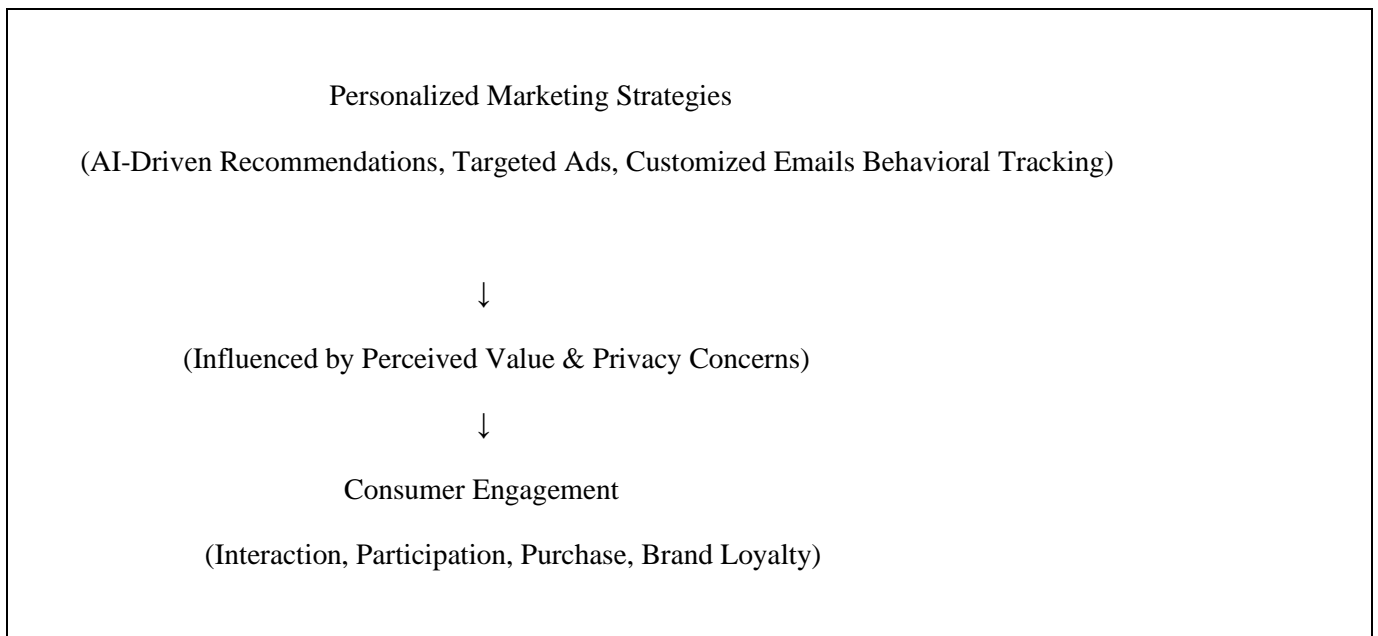 Personalized Marketing Strategies
(AI-Driven Recommendations, Targeted Ads, Customized Emails Behavioral Tracking)
↓
(Influenced by Perceived Value & Privacy Concerns)
↓
Consumer Engagement
(Interaction, Participation, Purchase, Brand Loyalty)